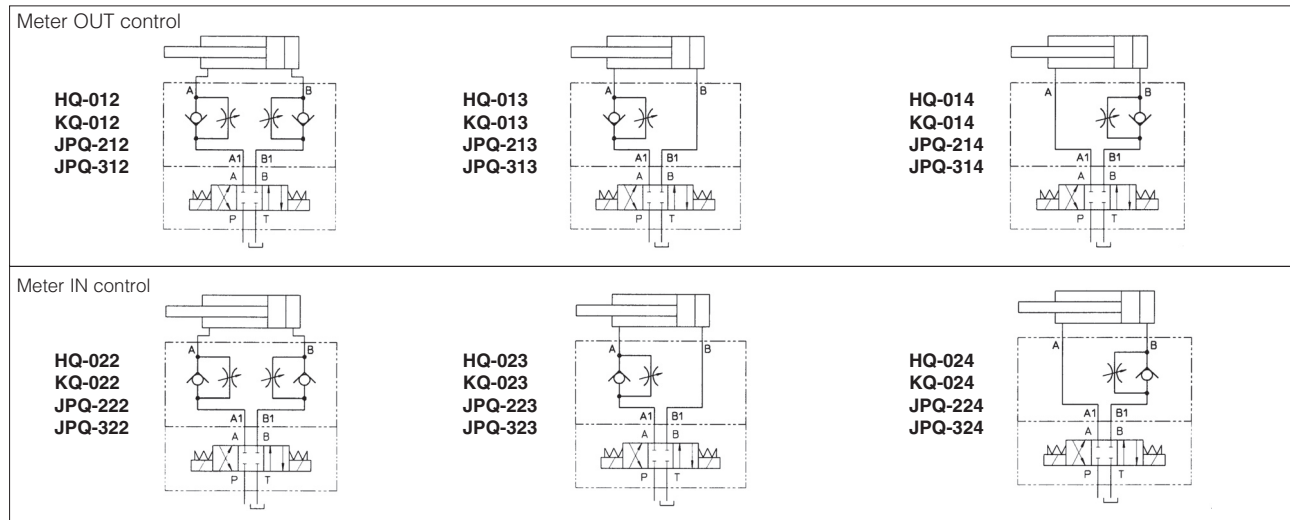 Meter OUT control
HQ-012
KQ-012
JPQ-212
JPQ-312
A B
A1 B1
A B
P T
HQ-013
KQ-013
JPQ-213
JPQ-313
A B
A1 B1
A B
P T
HQ-014
KQ-014
JPQ-214
JPQ-314
A B
A1 B1
A B
P T
Meter IN control
HQ-022
KQ-022
JPQ-222
JPQ-322
A B
A1 B1
A B
P T
HQ-023
KQ-023
JPQ-223
JPQ-323
A B
A1 B1
A B
P T
HQ-024
KQ-024
JPQ-224
JPQ-324
A B
A1 B1
A B
P T